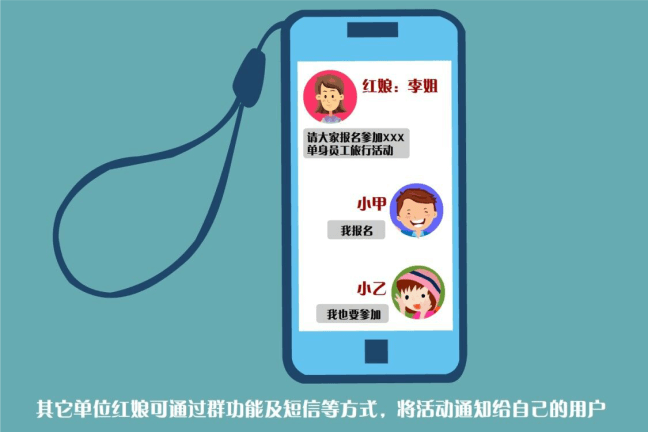 红娘：李姐
请大家报名参加XXX
单身员工旅行活动
小甲
我报名
小乙
我也要参加
其它单位红娘可通过群功能及短信等方式，将活动通知给自己的用户